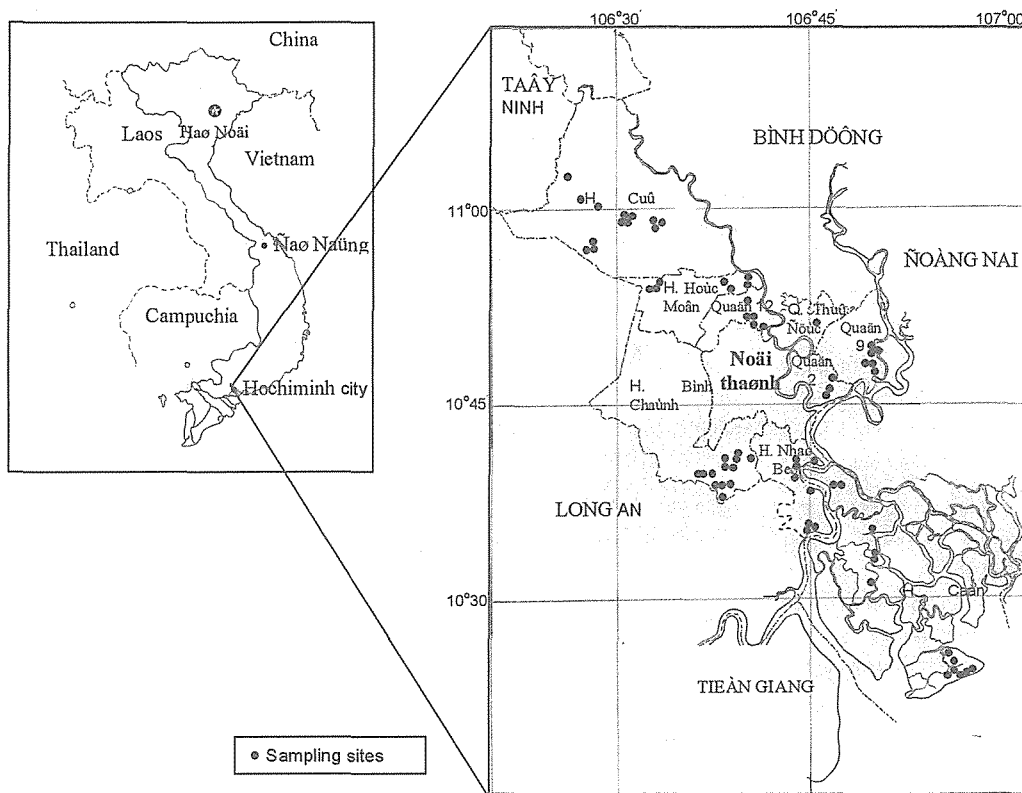 China
Laos
Haø Noäi
Vietnam
Thailand
Ñaø Naüng
Campuchia
Hochiminh city
106°30'
106°45'
107°00
TAÂY
NINH
BÌNH DÖÔNG
11°00
H
Cuû
ÑOÀNG NAI
H. Hoùc
Moân
Quaän 12
Q. Thuû
Ñöùc
Quaän
9
Noäi
thaønh
Quaän
2
H.
Bình
Chaùnh
10°45
H. Nhaø
Beø
LONG AN
10°30
H.
Caàn
TIEÀN GIANG
Sampling sites